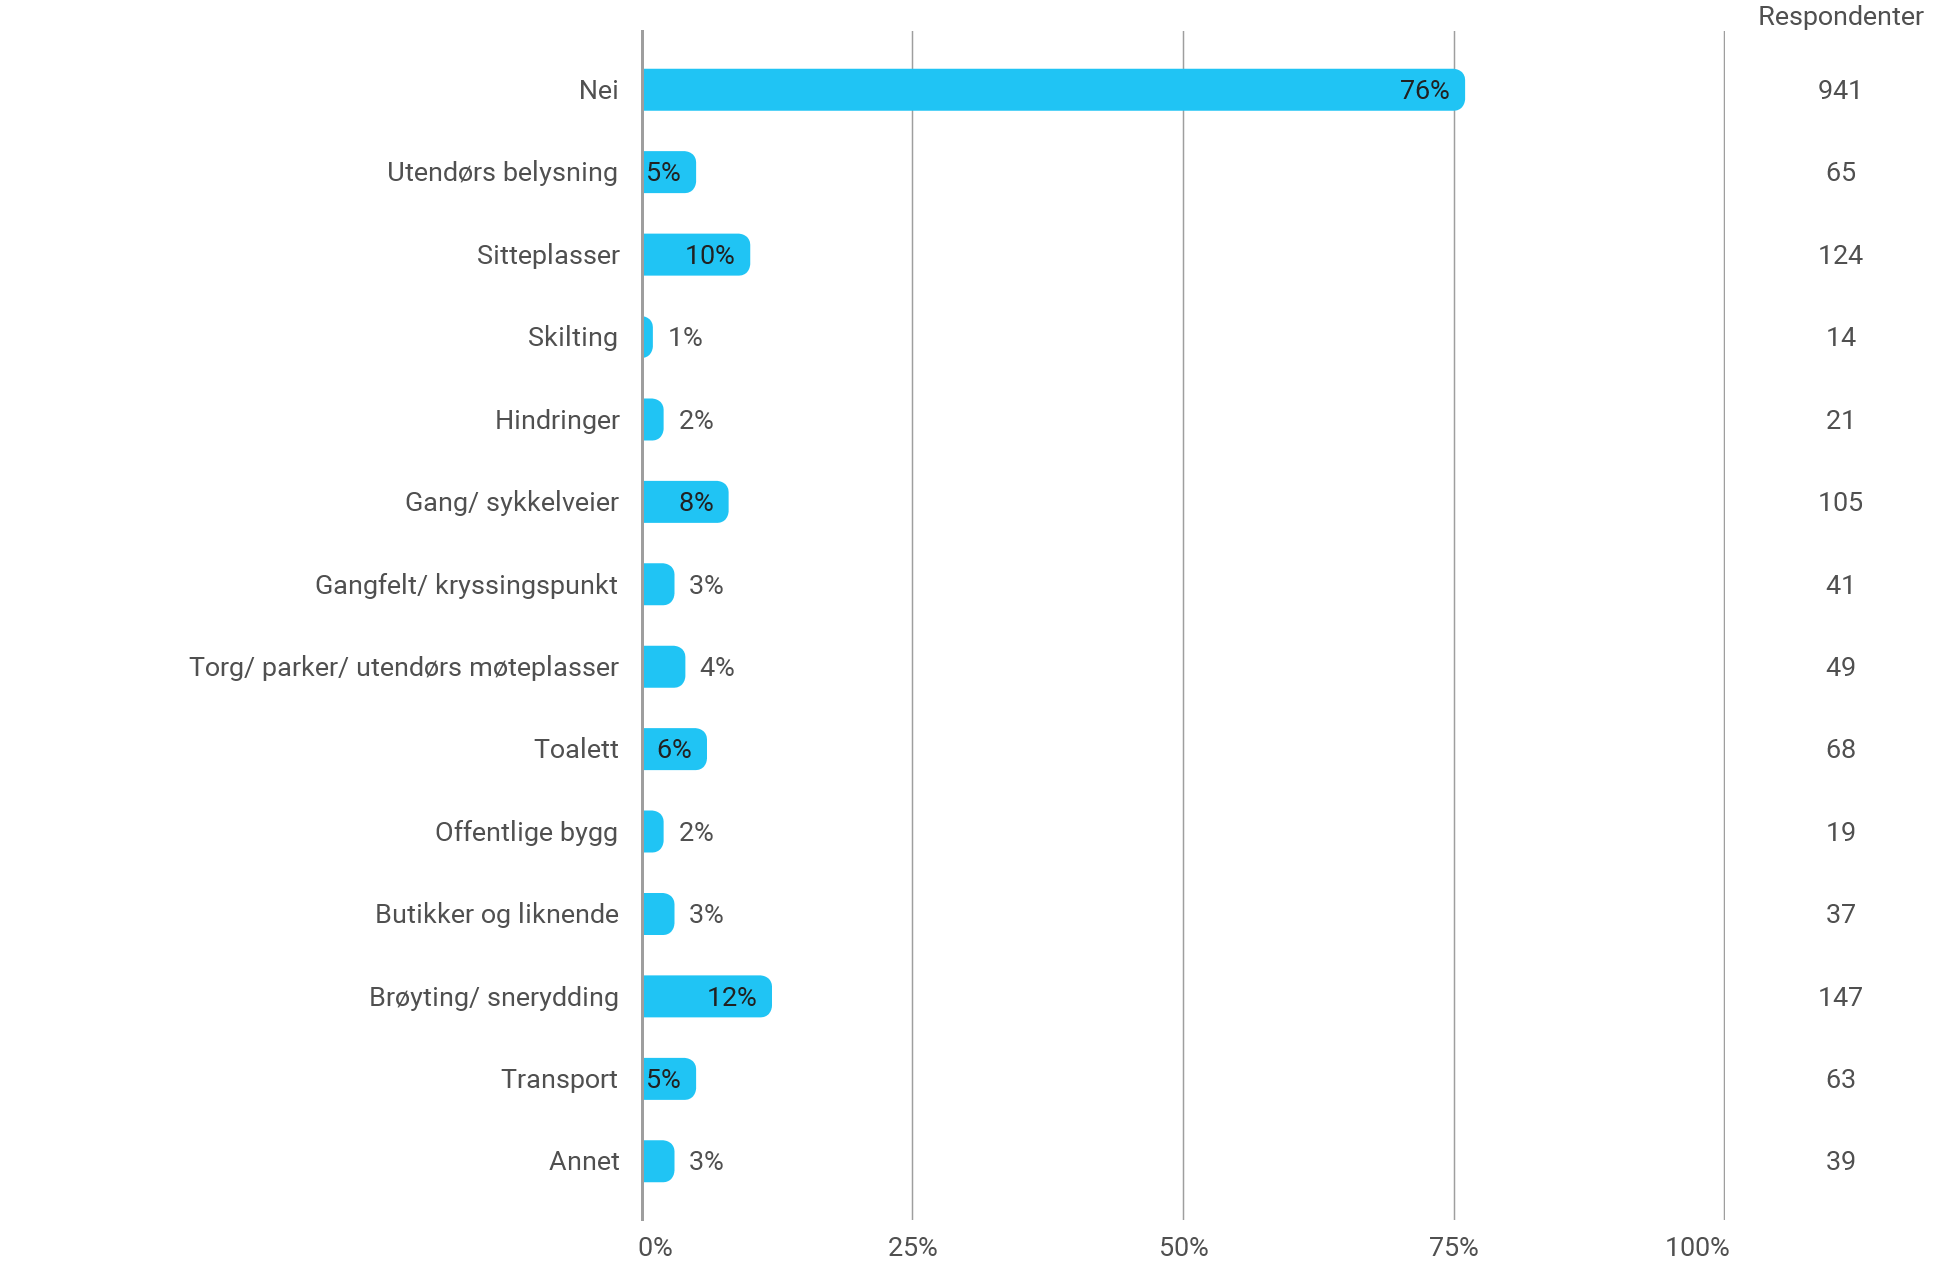 Respondenter
Nei 76% 941
Utendørs belysning 5% 65
Sitteplasser 10% 124
Skilting 1% 14
Hindringer 2% 21
Gang/ sykkelveier 8% 105
Gangfelt/ kryssingspunkt 3% 41
Torg/ parker/ utendørs møteplasser 4% 49
Toalett 6% 68
Offentlige bygg 2% 19
Butikker og liknende 3% 37
Brøyting/ snerydding 12% 147
Transport 5% 63
Annet 3% 39
0% 25% 50% 75% 100%